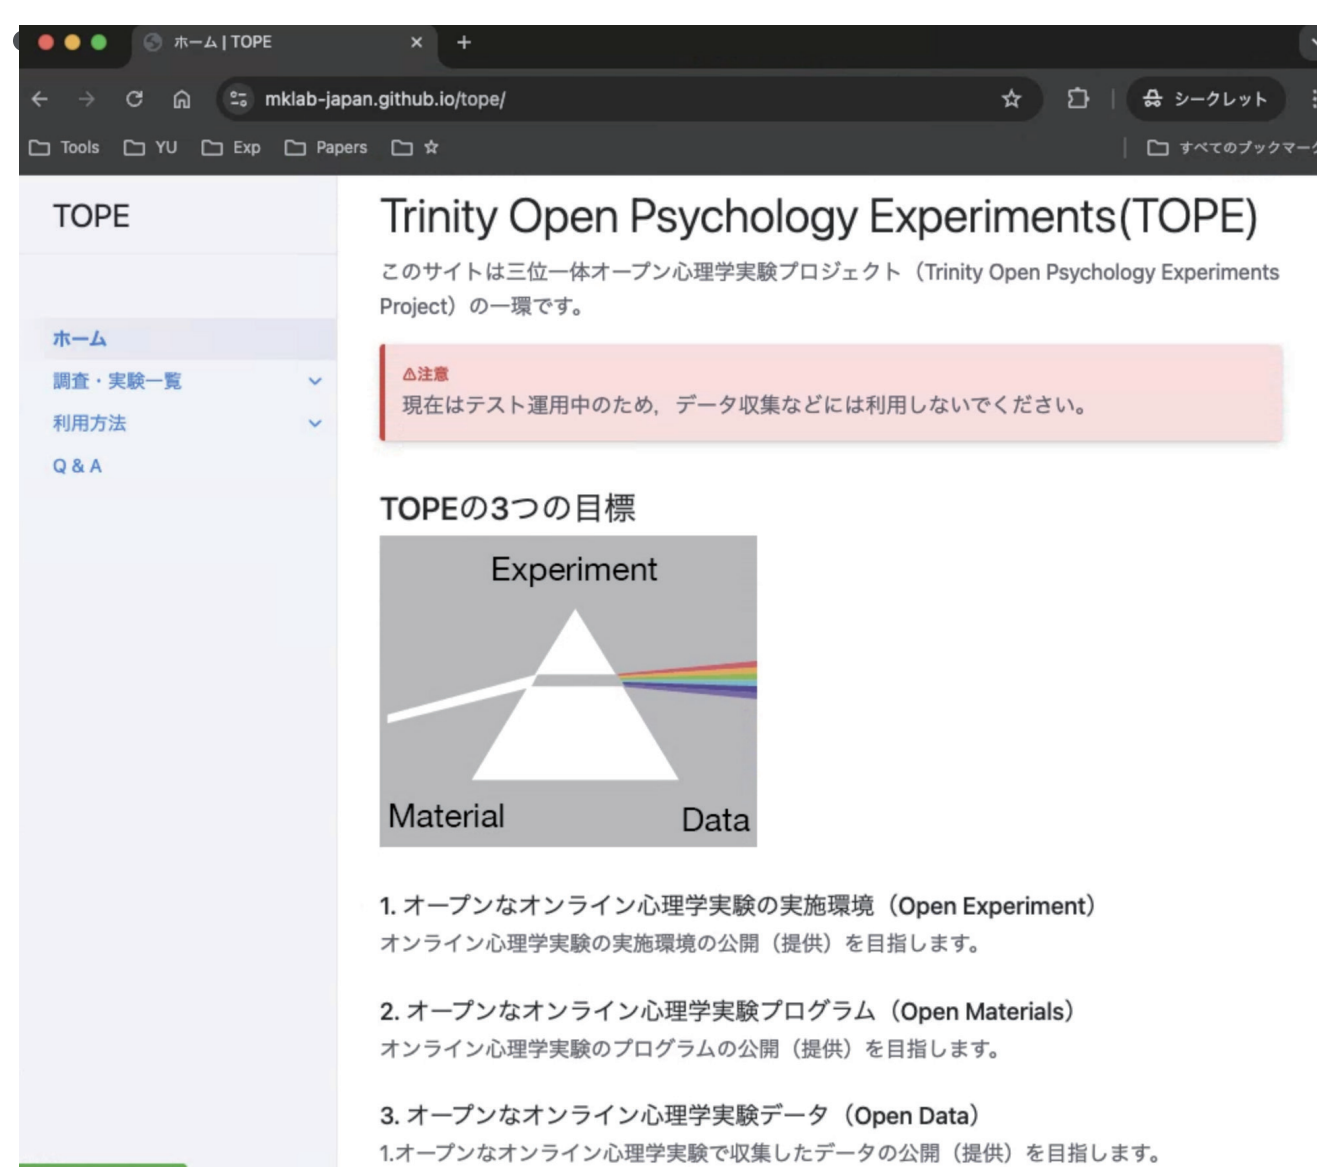 ホーム | TOPE
mklab-japan.github.io/tope/
シークレット
Tools YU Exp Papers
すべてのブックマーク
TOPE
ホーム
調査・実験一覧
利用方法
Q & A
Trinity Open Psychology Experiments(TOPE)
このサイトは三位一体オープン心理学実験プロジェクト（Trinity Open Psychology Experiments
Project）の一環です。
⚠注意
現在はテスト運用中のため，データ収集などには利用しないでください。
TOPEの3つの目標
Experiment
Material
Data
1. オープンなオンライン心理学実験の実施環境（Open Experiment）
オンライン心理学実験の実施環境の公開（提供）を目指します。
2. オープンなオンライン心理学実験プログラム（Open Materials）
オンライン心理学実験のプログラムの公開（提供）を目指します。
3. オープンなオンライン心理学実験データ（Open Data）
1.オープンなオンライン心理学実験で収集したデータの公開（提供）を目指します。